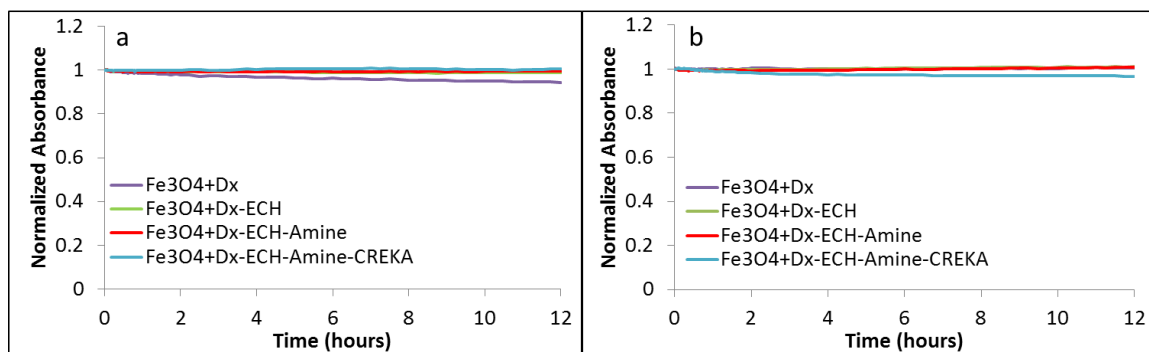 a
Normalized Absorbance
1.2
1
0.8
0.6
0.4
0.2
0
Fe3O4+Dx
Fe3O4+Dx-ECH
Fe3O4+Dx-ECH-Amine
Fe3O4+Dx-ECH-Amine-CREKA
0 2 4 6 8 10 12
Time (hours)
b
Normalized Absorbance
1.2
1
0.8
0.6
0.4
0.2
0
Fe3O4+Dx
Fe3O4+Dx-ECH
Fe3O4+Dx-ECH-Amine
Fe3O4+Dx-ECH-Amine-CREKA
0 2 4 6 8 10 12
Time (hours)